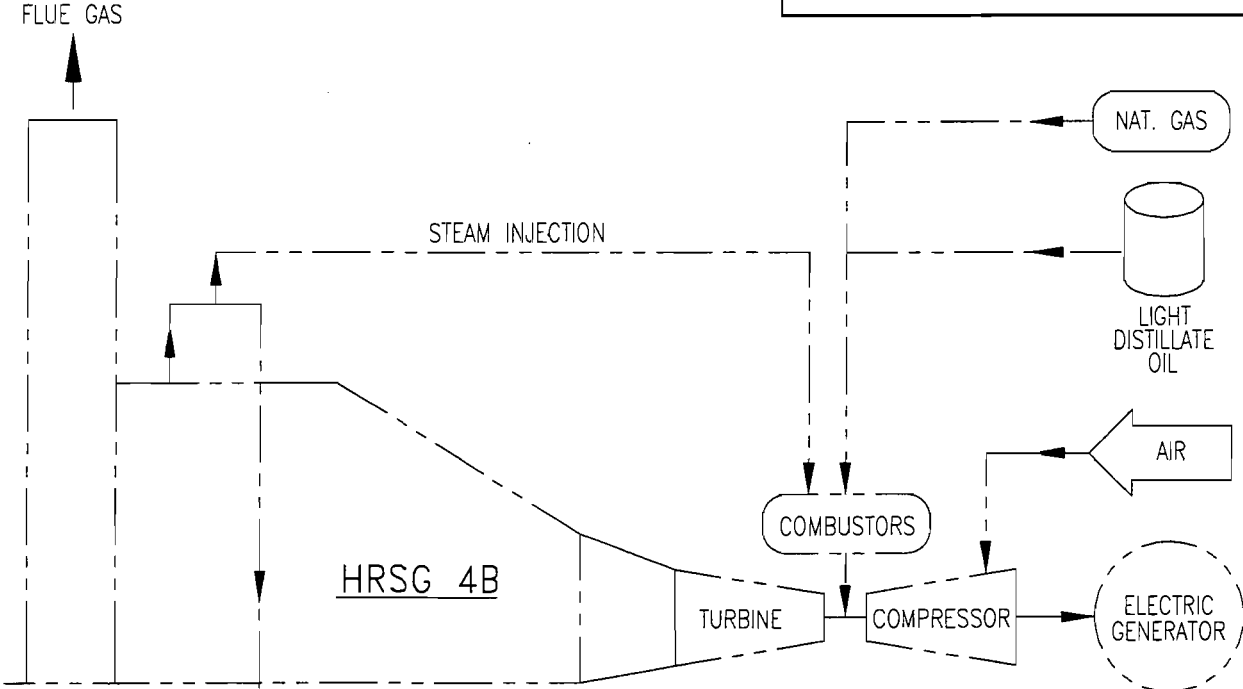 FLUE GAS
NAT. GAS
STEAM INJECTION
LIGHT
DISTILLATE
OIL
AIR
COMBUSTORS
HRSG 4B
TURBINE
COMPRESSOR
ELECTRIC
GENERATOR